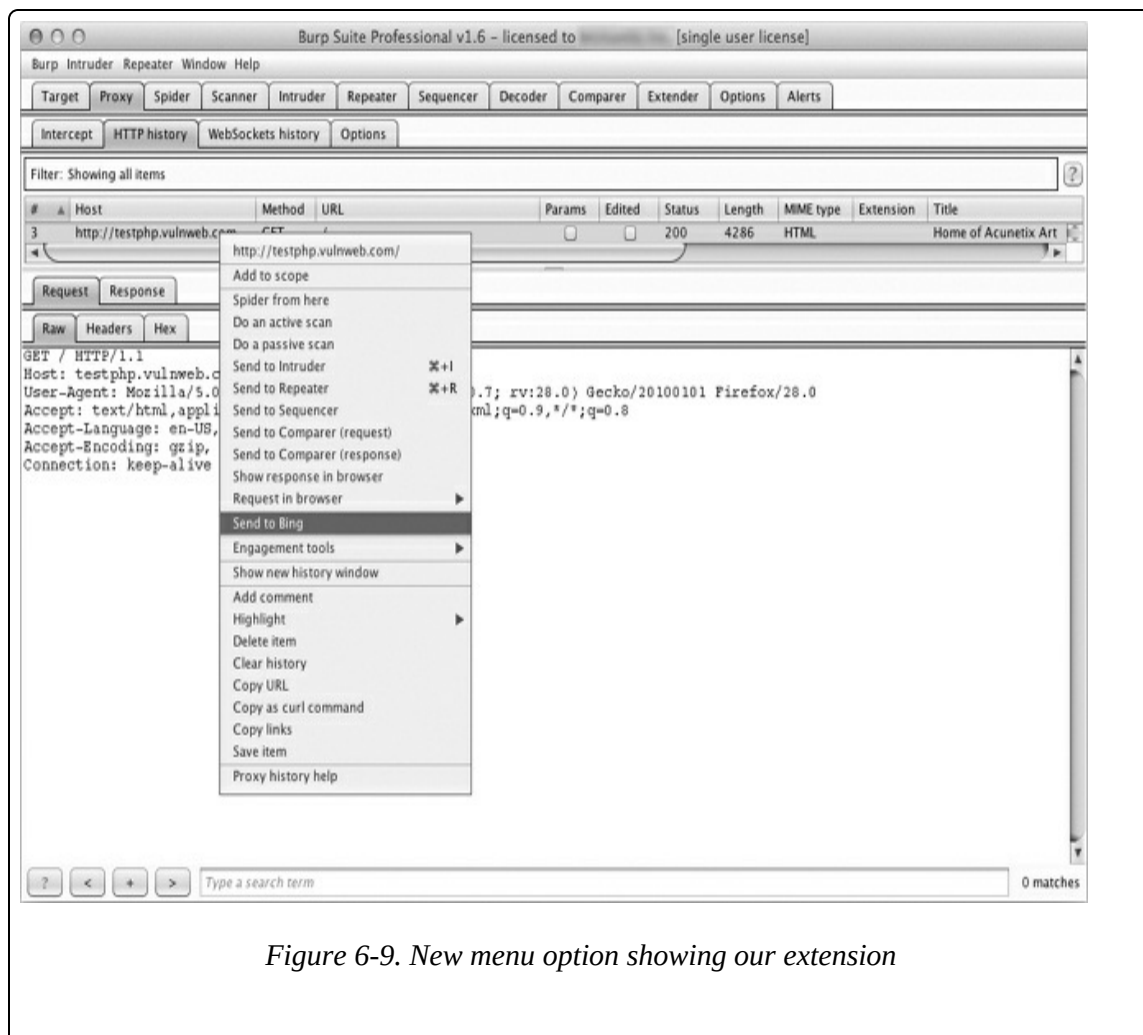 Burp Suite Professional v1.6 – licensed to [single user license]
Burp Intruder Repeater Window Help
Target Proxy Spider Scanner Intruder Repeater Sequencer Decoder Comparer Extender Options Alerts
Intercept HTTP history WebSockets history Options
Filter: Showing all items ?
# Host Method URL Params Edited Status Length MIME type Extension Title
3 http://testphp.vulnweb.com GET / 200 4286 HTML Home of Acunetix Art
Request Response
Raw Headers Hex
GET / HTTP/1.1
Host: testphp.vulnweb.c
User-Agent: Mozilla/5.0 .7; rv:28.0) Gecko/20100101 Firefox/28.0
Accept: text/html,appli ml;q=0.9,*/*;q=0.8
Accept-Language: en-US,
Accept-Encoding: gzip,
Connection: keep-alive
http://testphp.vulnweb.com/
Add to scope
Spider from here
Do an active scan
Do a passive scan
Send to Intruder ⌘+I
Send to Repeater ⌘+R
Send to Sequencer
Send to Comparer (request)
Send to Comparer (response)
Show response in browser
Request in browser
Send to Bing
Engagement tools
Show new history window
Add comment
Highlight
Delete item
Clear history
Copy URL
Copy as curl command
Copy links
Save item
Proxy history help
? < + > Type a search term 0 matches
Figure 6-9. New menu option showing our extension